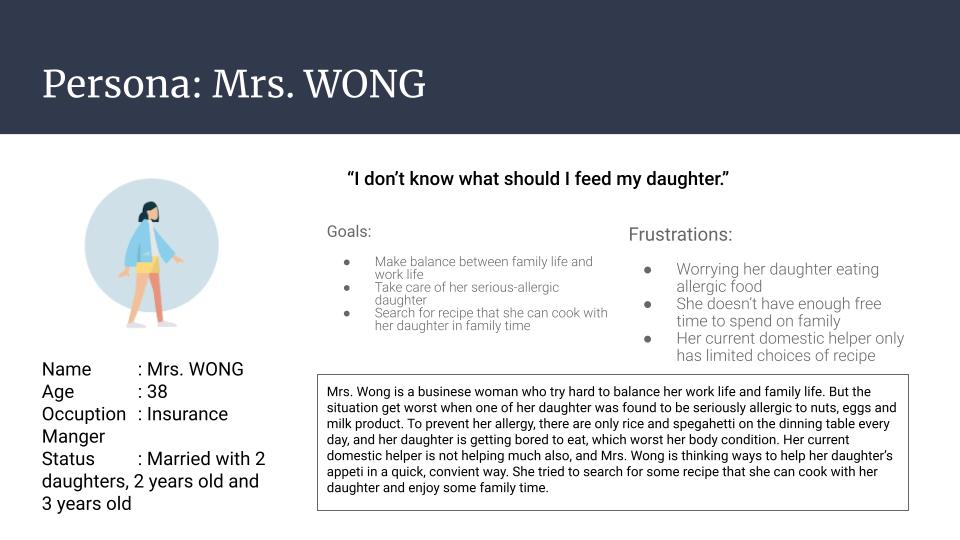 Persona: Mrs. WONG
“I don’t know what should I feed my daughter.”
Goals:
● Make balance between family life and
work life
● Take care of her serious-allergic
daughter
● Search for recipe that she can cook with
her daughter in family time
Frustrations:
● Worrying her daughter eating
allergic food
● She doesn’t have enough free
time to spend on family
● Her current domestic helper only
has limited choices of recipe
Name : Mrs. WONG
Age : 38
Occuption : Insurance
Manger
Status : Married with 2
daughters, 2 years old and
3 years old
Mrs. Wong is a businese woman who try hard to balance her work life and family life. But the
situation get worst when one of her daughter was found to be seriously allergic to nuts, eggs and
milk product. To prevent her allergy, there are only rice and spegahetti on the dinning table every
day, and her daughter is getting bored to eat, which worst her body condition. Her current
domestic helper is not helping much also, and Mrs. Wong is thinking ways to help her daughter’s
appeti in a quick, convient way. She tried to search for some recipe that she can cook with her
daughter and enjoy some family time.